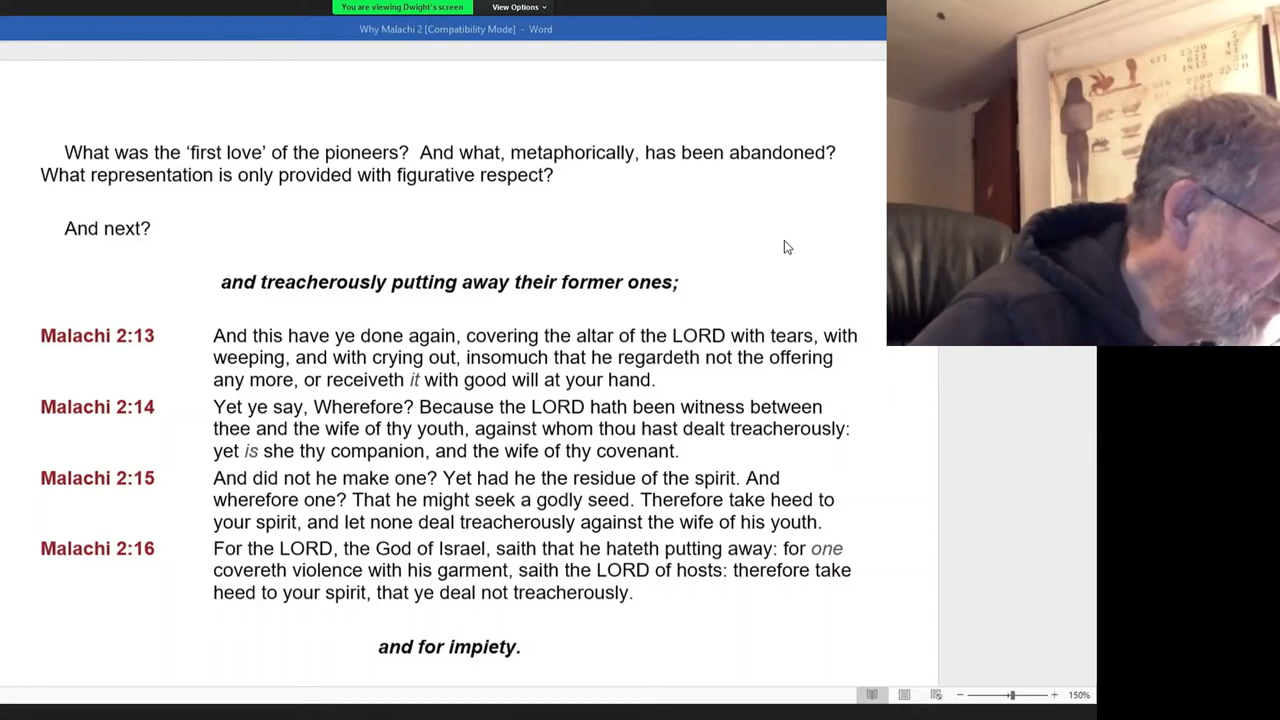 You are viewing Dwight's screen
View Options
Why Malachi 2 [Compatibility Mode] - Word
What was the ‘first love’ of the pioneers? And what, metaphorically, has been abandoned?
What representation is only provided with figurative respect?
And next?
and treacherously putting away their former ones;
Malachi 2:13 And this have ye done again, covering the altar of the LORD with tears, with
weeping, and with crying out, insomuch that he regardeth not the offering
any more, or receiveth it with good will at your hand.
Malachi 2:14 Yet ye say, Wherefore? Because the LORD hath been witness between
thee and the wife of thy youth, against whom thou hast dealt treacherously:
yet is she thy companion, and the wife of thy covenant.
Malachi 2:15 And did not he make one? Yet had he the residue of the spirit. And
wherefore one? That he might seek a godly seed. Therefore take heed to
your spirit, and let none deal treacherously against the wife of his youth.
Malachi 2:16 For the LORD, the God of Israel, saith that he hateth putting away: for one
covereth violence with his garment, saith the LORD of hosts: therefore take
heed to your spirit, that ye deal not treacherously.
and for impiety.
150%
677 2520
677
1843
2300
2520